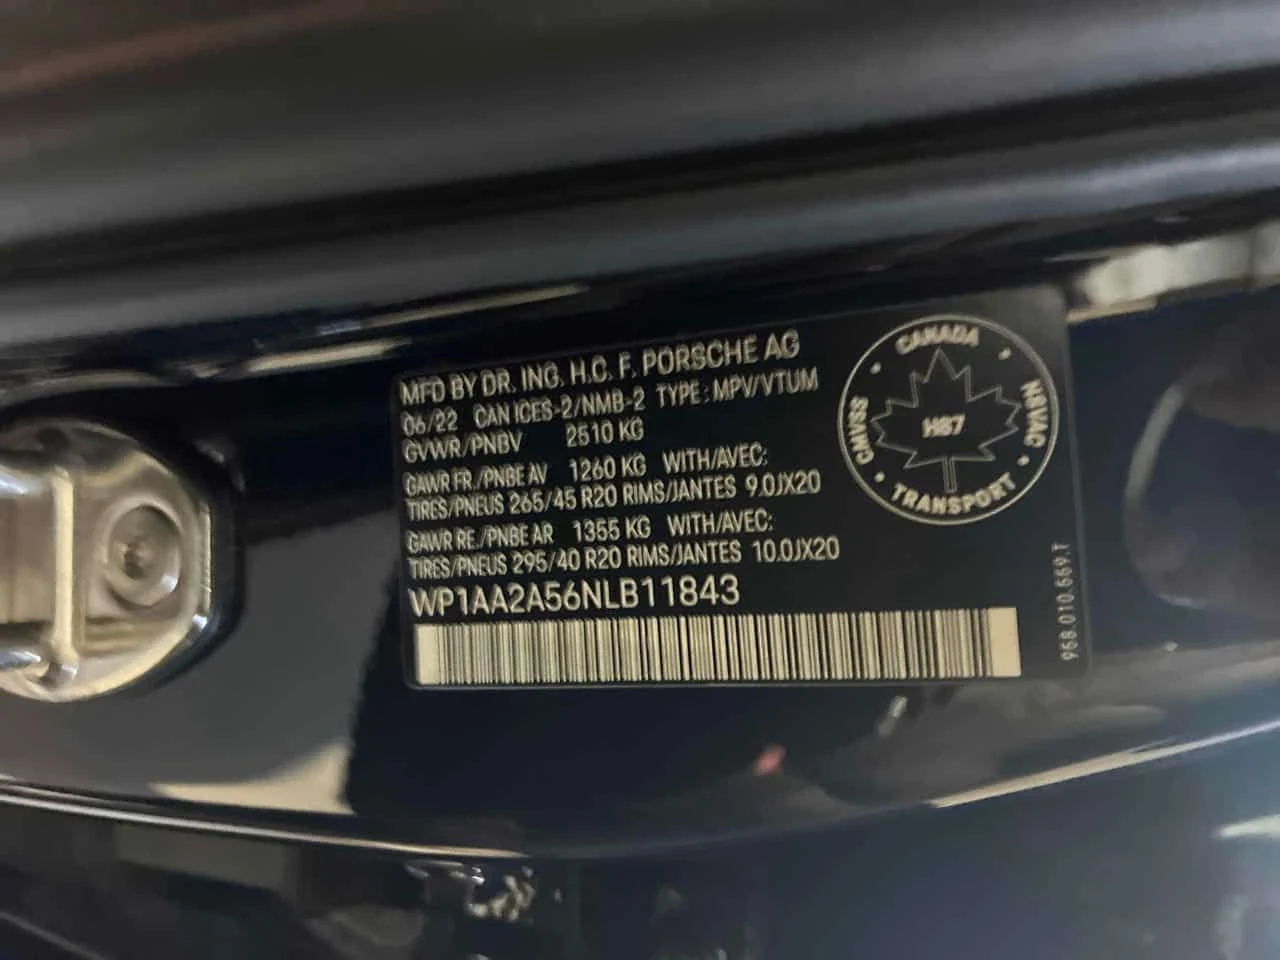 MFD BY DR. ING. H.C. F. PORSCHE AG
06/22 CAN ICES-2/NMB-2 TYPE: MPV/VTUM
GVWR/PNBV 2510 KG
GAWR FR./PNBE AV 1260 KG WITH/AVEC:
TIRES/PNEUS 265/45 R20 RIMS/JANTES 9.0JX20
GAWR RE./PNBE AR 1355 KG WITH/AVEC:
TIRES/PNEUS 295/40 R20 RIMS/JANTES 10.0JX20
WP1AA2A56NLB11843
CANADA
CMVSS
H87
NSVAC
TRANSPORT
958.010.669.T